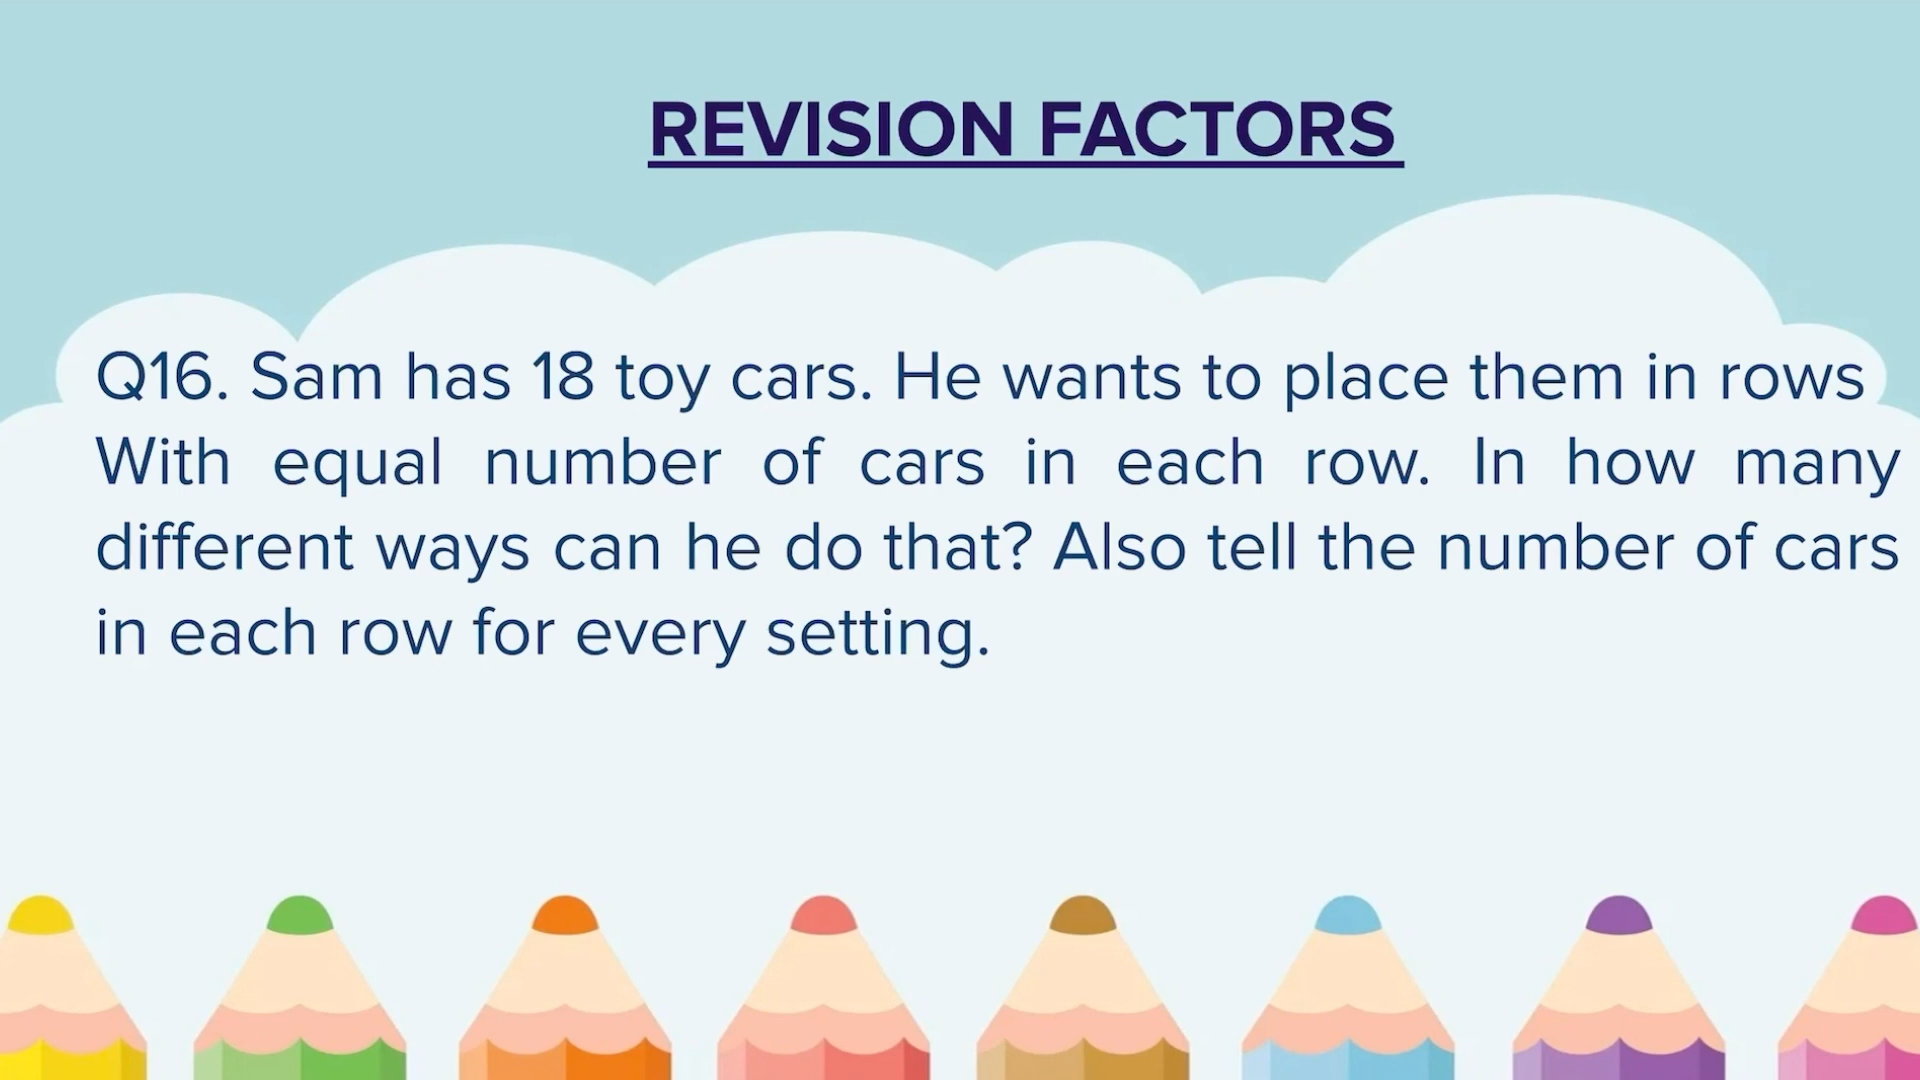 REVISION FACTORS
Q16. Sam has 18 toy cars. He wants to place them in rows
With equal number of cars in each row. In how many
different ways can he do that? Also tell the number of cars
in each row for every setting.